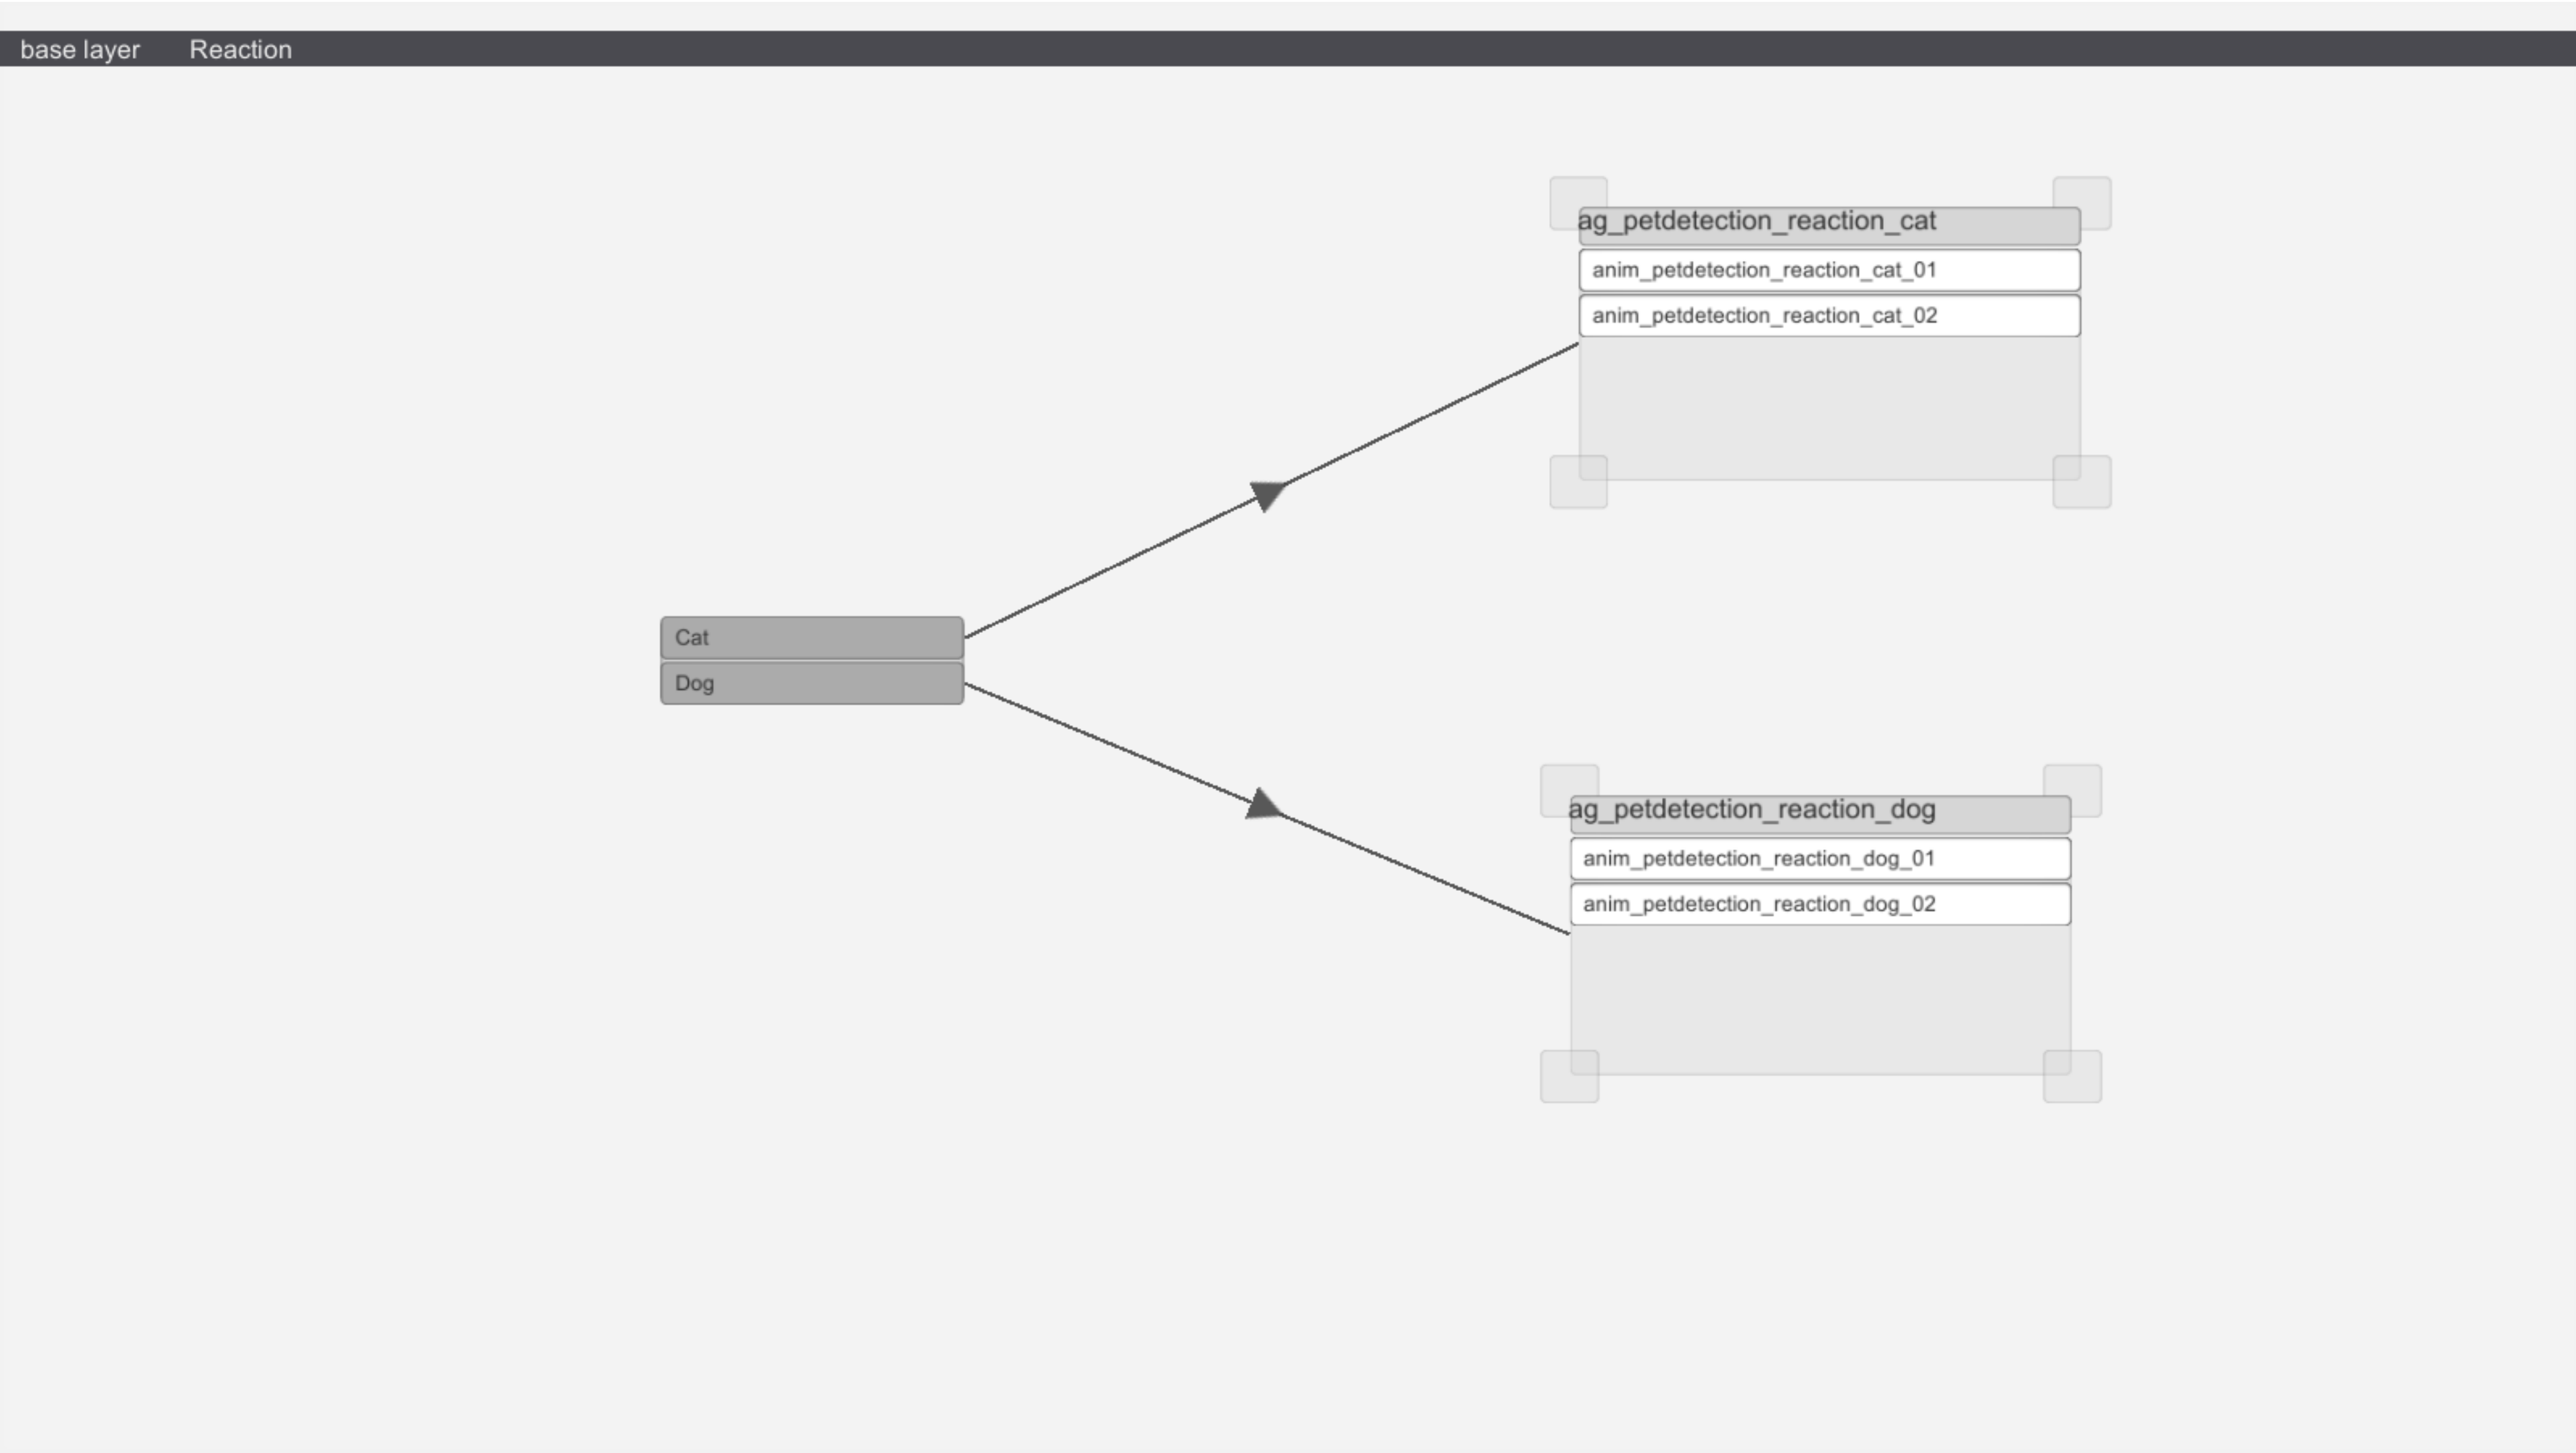 base layer Reaction
ag_petdetection_reaction_cat
anim_petdetection_reaction_cat_01
anim_petdetection_reaction_cat_02
Cat
Dog
ag_petdetection_reaction_dog
anim_petdetection_reaction_dog_01
anim_petdetection_reaction_dog_02